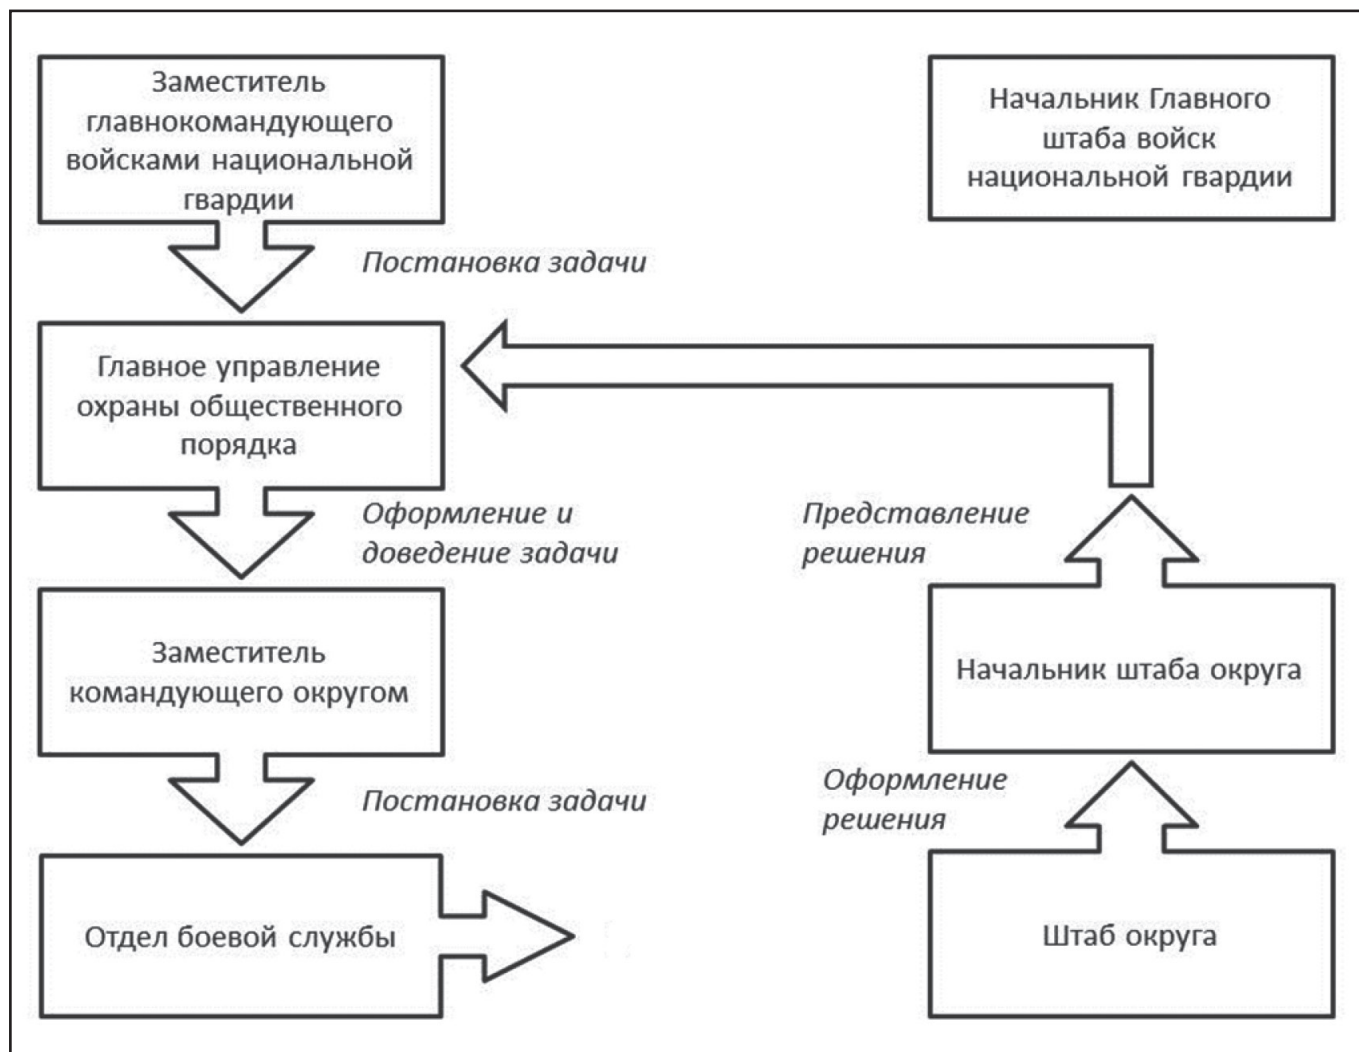 Заместитель
главнокомандующего
войсками национальной
гвардии
Начальник Главного
штаба войск
национальной гвардии
Постановка задачи
Главное управление
охраны общественного
порядка
Оформление и
доведение задачи
Представление
решения
Заместитель
командующего округом
Начальник штаба округа
Постановка задачи
Оформление
решения
Отдел боевой службы
Штаб округа